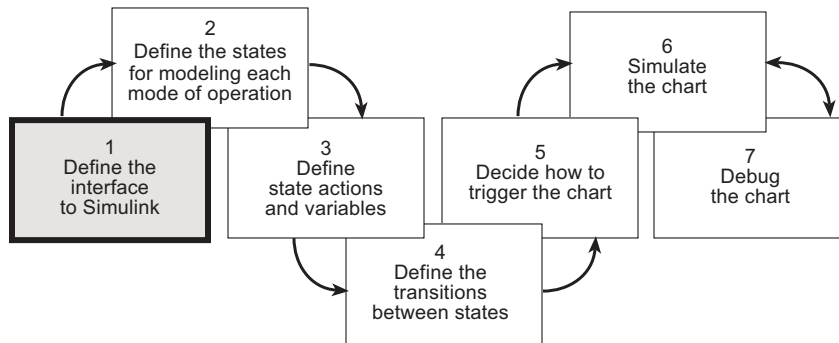 1
Define the
interface
to Simulink
2
Define the states
for modeling each
mode of operation
3
Define
state actions
and variables
4
Define the
transitions
between states
5
Decide how to
trigger the chart
6
Simulate
the chart
7
Debug
the chart